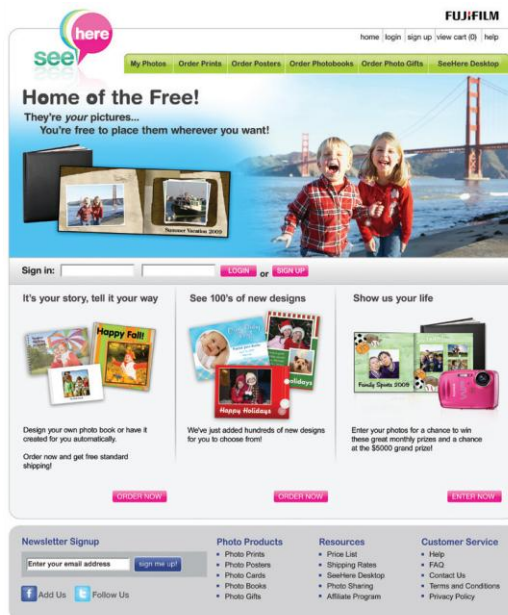 FUJIFILM
see here
home login sign up view cart (0) help
My Photos Order Prints Order Posters Order Photobooks Order Photo Gifts SeeHere Desktop
Home of the Free!
They're your pictures...
You're free to place them wherever you want!
Summer Vacation 2009
Sign in: LOGIN or SIGN UP
It's your story, tell it your way
Happy Fall!
Design your own photo book or have it
created for you automatically.
Order now and get free standard
shipping!
ORDER NOW
See 100's of new designs
Happy Holidays
We've just added hundreds of new designs
for you to choose from!
ORDER NOW
Show us your life
Family Sports 2009
Enter your photos for a chance to win
these great monthly prizes and a chance
at the $5000 grand prize!
ENTER NOW
Newsletter Signup
Enter your email address sign me up!
Add Us Follow Us
Photo Products
Photo Prints
Photo Posters
Photo Cards
Photo Books
Photo Gifts
Resources
Price List
Shipping Rates
SeeHere Desktop
Photo Sharing
Affiliate Program
Customer Service
Help
FAQ
Contact Us
Terms and Conditions
Privacy Policy